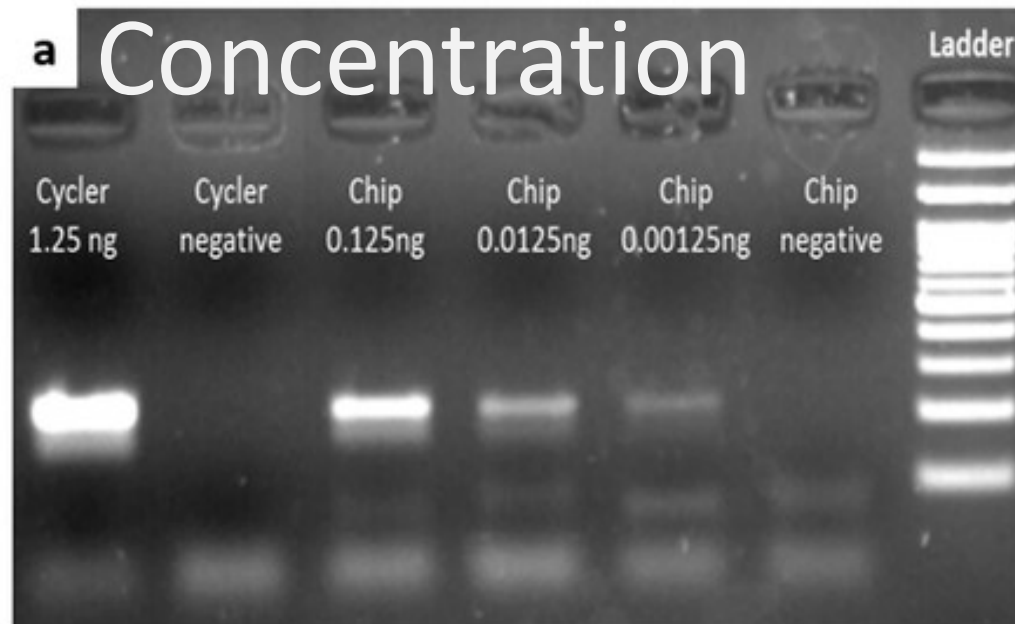 a
Concentration
Ladder
Cycler
1.25 ng
Cycler
negative
Chip
0.125ng
Chip
0.0125ng
Chip
0.00125ng
Chip
negative